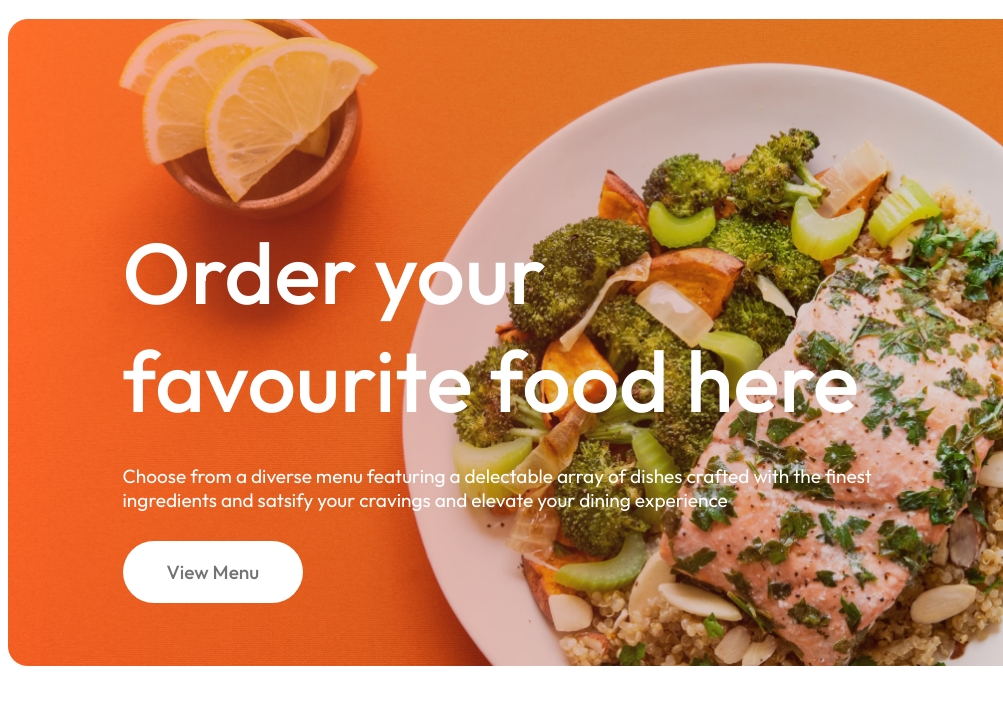 Order your
favourite food here
Choose from a diverse menu featuring a delectable array of dishes crafted with the finest
ingredients and satsify your cravings and elevate your dining experience
View Menu